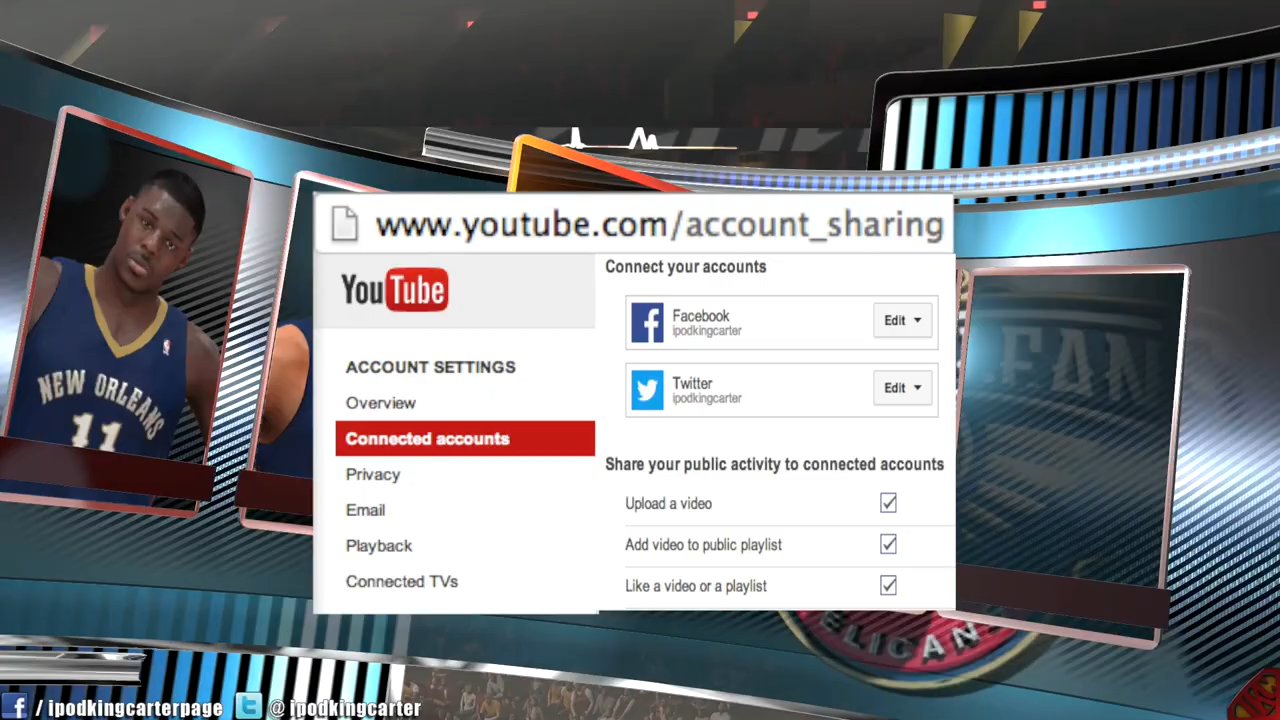 www.youtube.com/account_sharing
YouTube
ACCOUNT SETTINGS
Overview
Connected accounts
Privacy
Email
Playback
Connected TVs
Connect your accounts
Facebook
ipodkingcarter
Edit
Twitter
ipodkingcarter
Edit
Share your public activity to connected accounts
Upload a video
Add video to public playlist
Like a video or a playlist
NEW ORLEANS
11
ELICAN
/ ipodkingcarterpage
@ ipodkingcarter